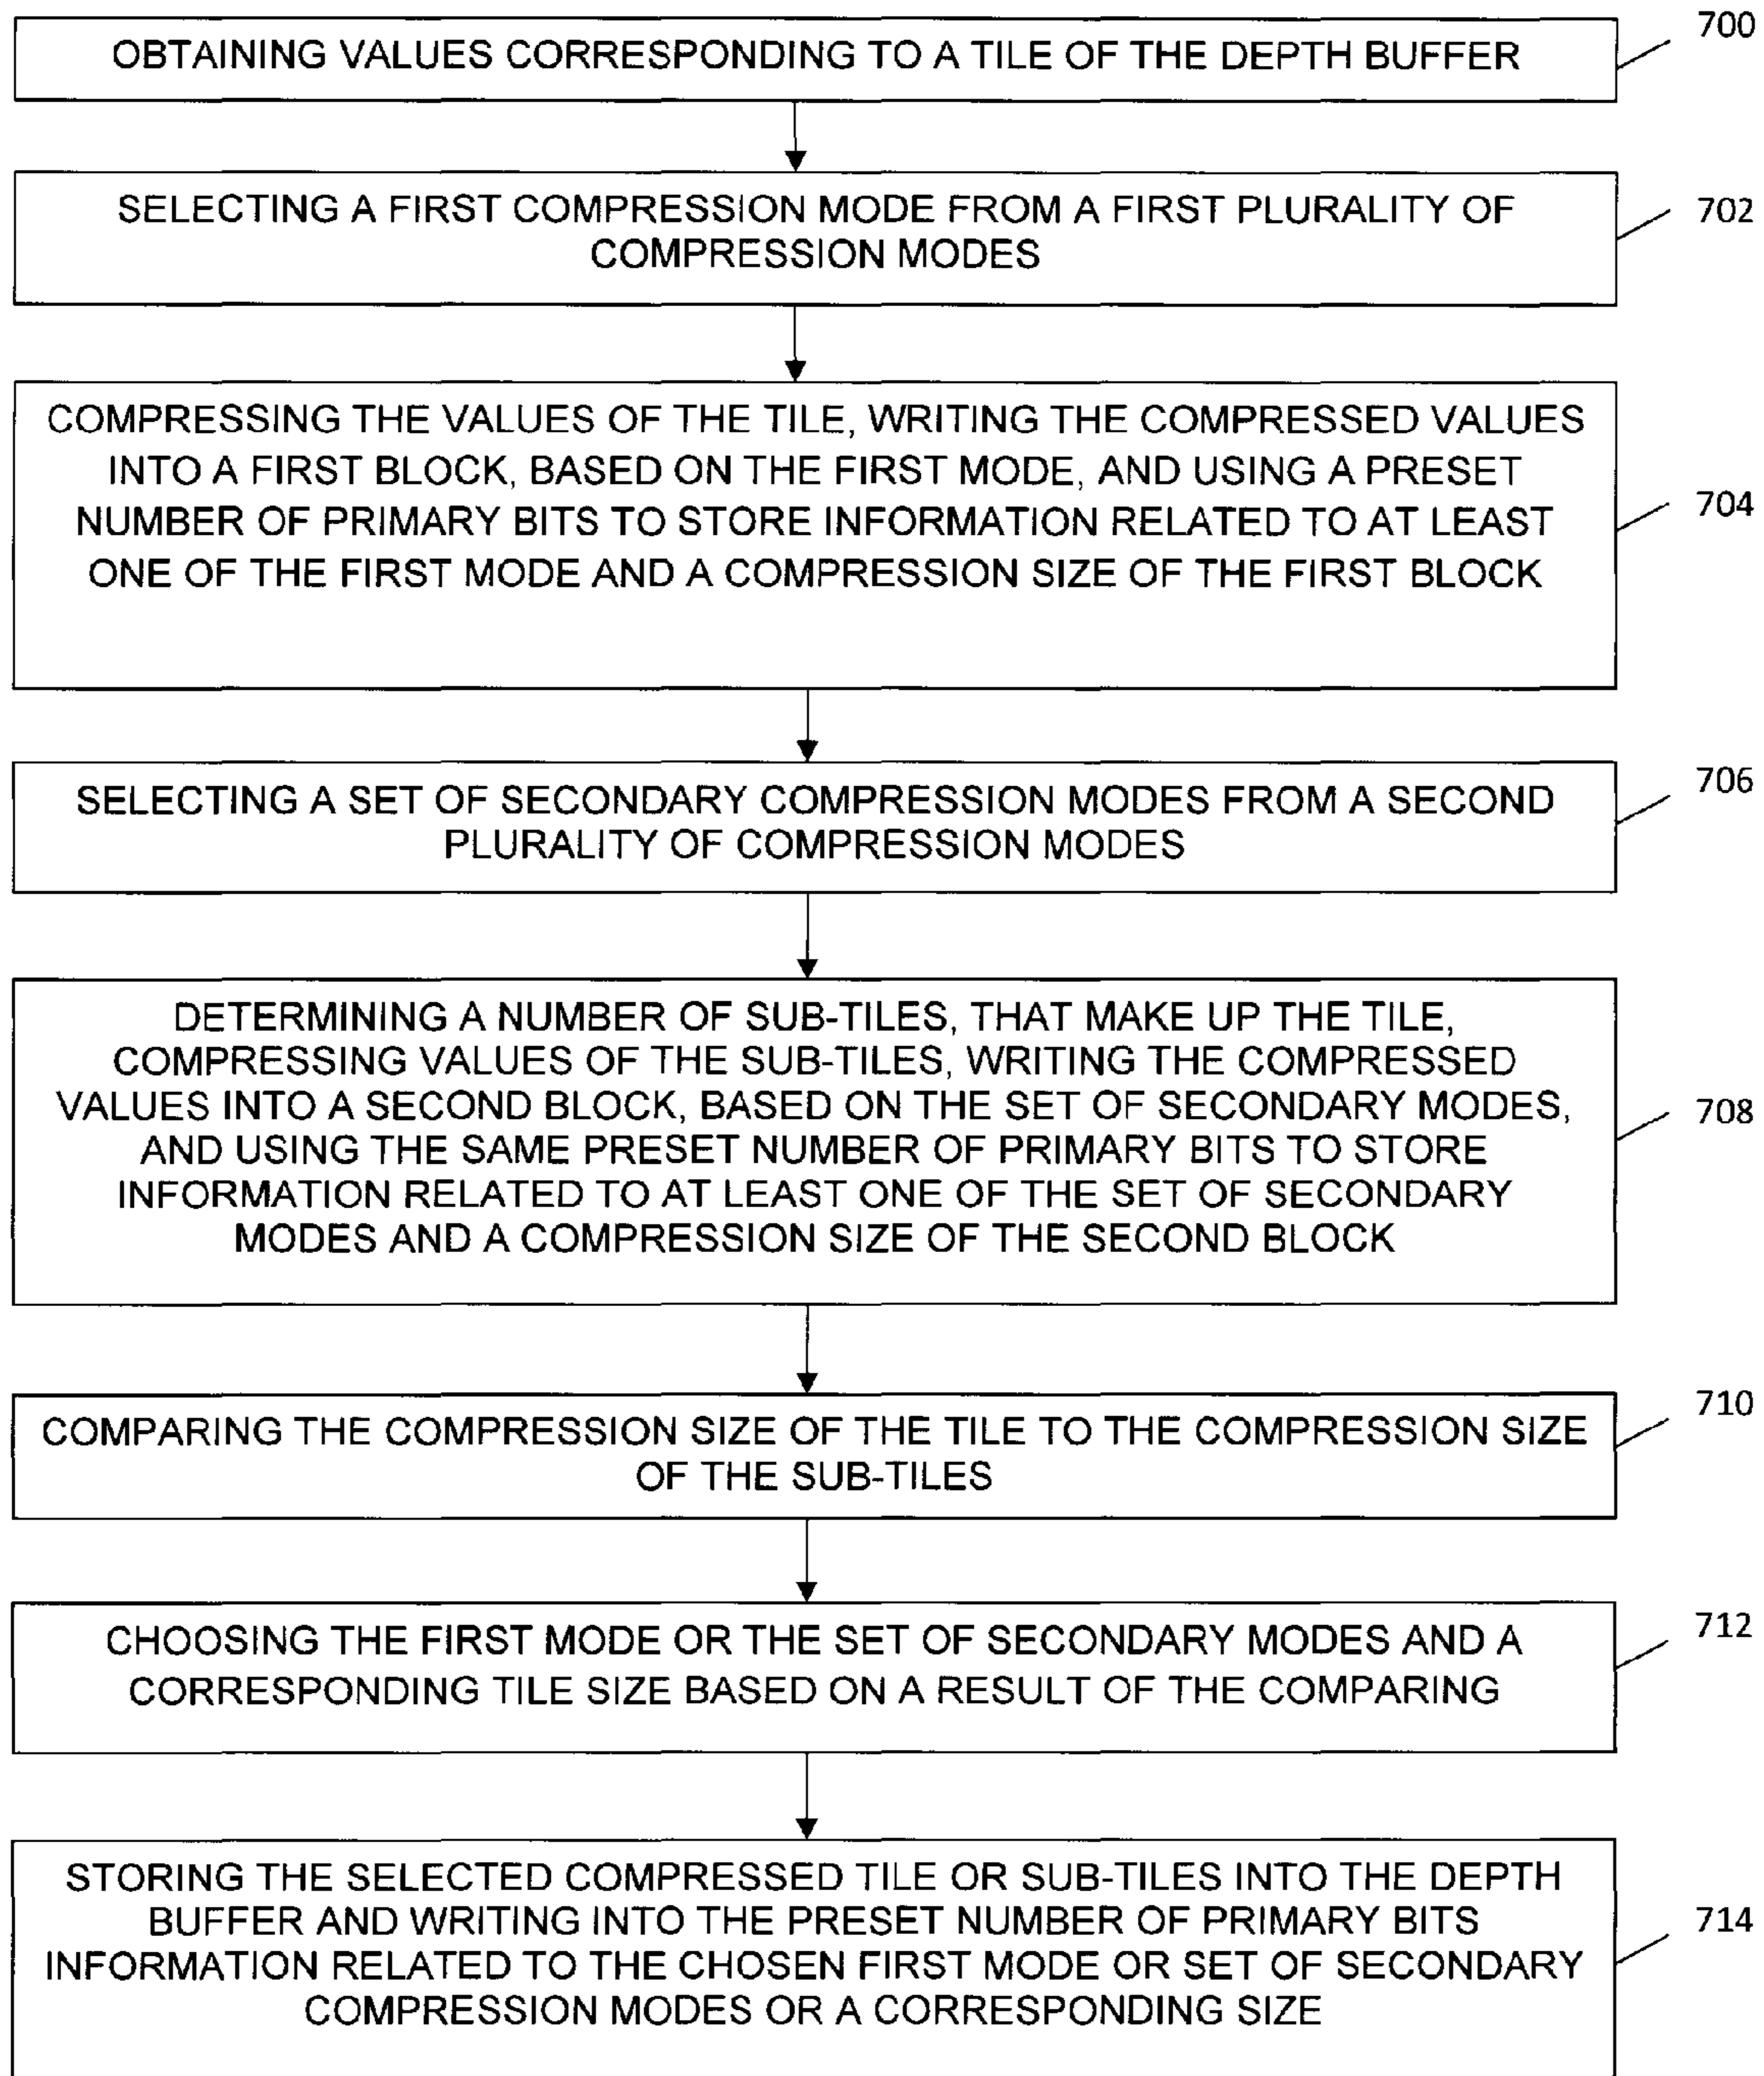 OBTAINING VALUES CORRESPONDING TO A TILE OF THE DEPTH BUFFER
700
SELECTING A FIRST COMPRESSION MODE FROM A FIRST PLURALITY OF
COMPRESSION MODES
702
COMPRESSING THE VALUES OF THE TILE, WRITING THE COMPRESSED VALUES
INTO A FIRST BLOCK, BASED ON THE FIRST MODE, AND USING A PRESET
NUMBER OF PRIMARY BITS TO STORE INFORMATION RELATED TO AT LEAST
ONE OF THE FIRST MODE AND A COMPRESSION SIZE OF THE FIRST BLOCK
704
SELECTING A SET OF SECONDARY COMPRESSION MODES FROM A SECOND
PLURALITY OF COMPRESSION MODES
706
DETERMINING A NUMBER OF SUB-TILES, THAT MAKE UP THE TILE,
COMPRESSING VALUES OF THE SUB-TILES, WRITING THE COMPRESSED
VALUES INTO A SECOND BLOCK, BASED ON THE SET OF SECONDARY MODES,
AND USING THE SAME PRESET NUMBER OF PRIMARY BITS TO STORE
INFORMATION RELATED TO AT LEAST ONE OF THE SET OF SECONDARY
MODES AND A COMPRESSION SIZE OF THE SECOND BLOCK
708
COMPARING THE COMPRESSION SIZE OF THE TILE TO THE COMPRESSION SIZE
OF THE SUB-TILES
710
CHOOSING THE FIRST MODE OR THE SET OF SECONDARY MODES AND A
CORRESPONDING TILE SIZE BASED ON A RESULT OF THE COMPARING
712
STORING THE SELECTED COMPRESSED TILE OR SUB-TILES INTO THE DEPTH
BUFFER AND WRITING INTO THE PRESET NUMBER OF PRIMARY BITS
INFORMATION RELATED TO THE CHOSEN FIRST MODE OR SET OF SECONDARY
COMPRESSION MODES OR A CORRESPONDING SIZE
714